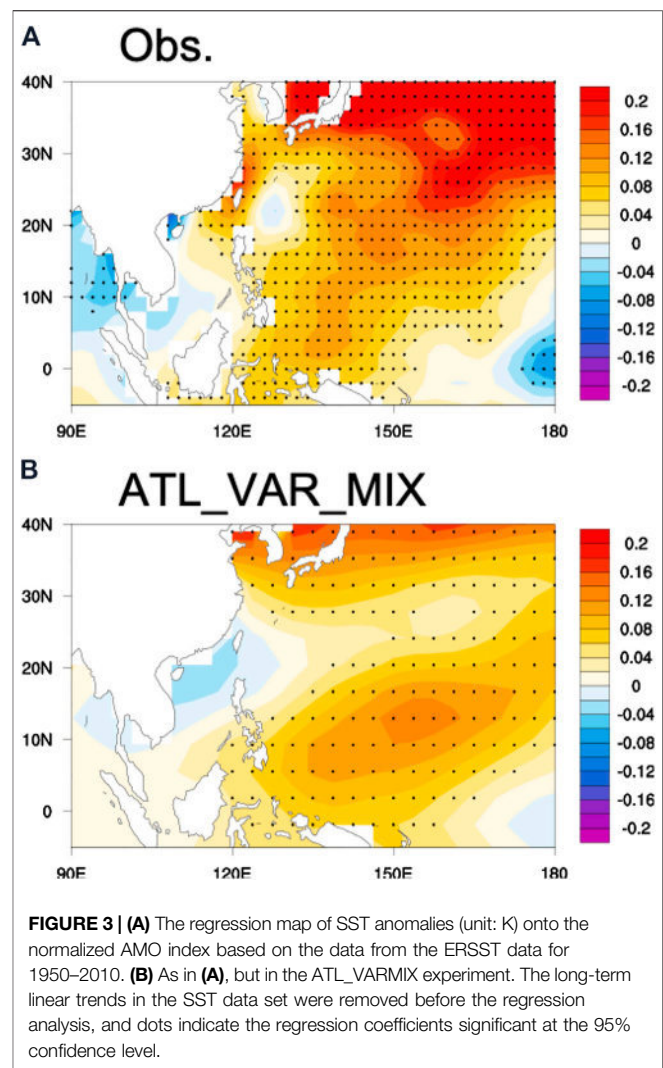 A
Obs.
40N
30N
20N
10N
0
90E
120E
150E
180
0.2
0.16
0.12
0.08
0.04
0
-0.04
-0.08
-0.12
-0.16
-0.2
B
ATL_VAR_MIX
40N
30N
20N
10N
0
90E
120E
150E
180
0.2
0.16
0.12
0.08
0.04
0
-0.04
-0.08
-0.12
-0.16
-0.2
FIGURE 3 | (A) The regression map of SST anomalies (unit: K) onto the
normalized AMO index based on the data from the ERSST data for
1950–2010. (B) As in (A), but in the ATL_VARMIX experiment. The long-term
linear trends in the SST data set were removed before the regression
analysis, and dots indicate the regression coefficients significant at the 95%
confidence level.